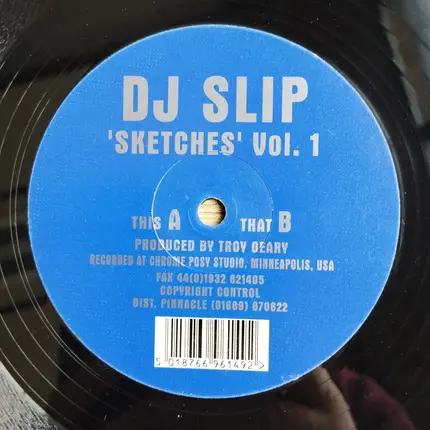 DJ SLIP
'SKETCHES' Vol. 1
THIS A THAT B
PRODUCED BY TROY GEARY
RECORDED AT CHROME POSY STUDIO, MINNEAPOLIS, USA
FAX 44(0)1932 821485
COPYRIGHT CONTROL
DIST. PINNACLE (01689) 870622
5 018766 961492 >